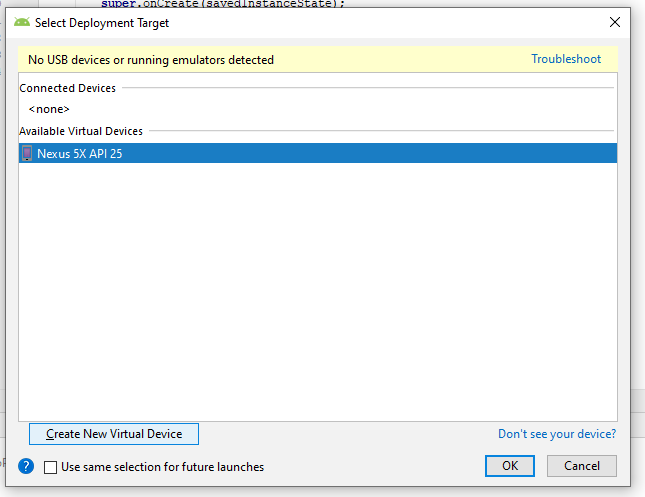 super.onCreate(savedInstanceState);
Select Deployment Target
No USB devices or running emulators detected
Troubleshoot
Connected Devices
<none>
Available Virtual Devices
Nexus 5X API 25
Create New Virtual Device
Don't see your device?
?
Use same selection for future launches
OK
Cancel